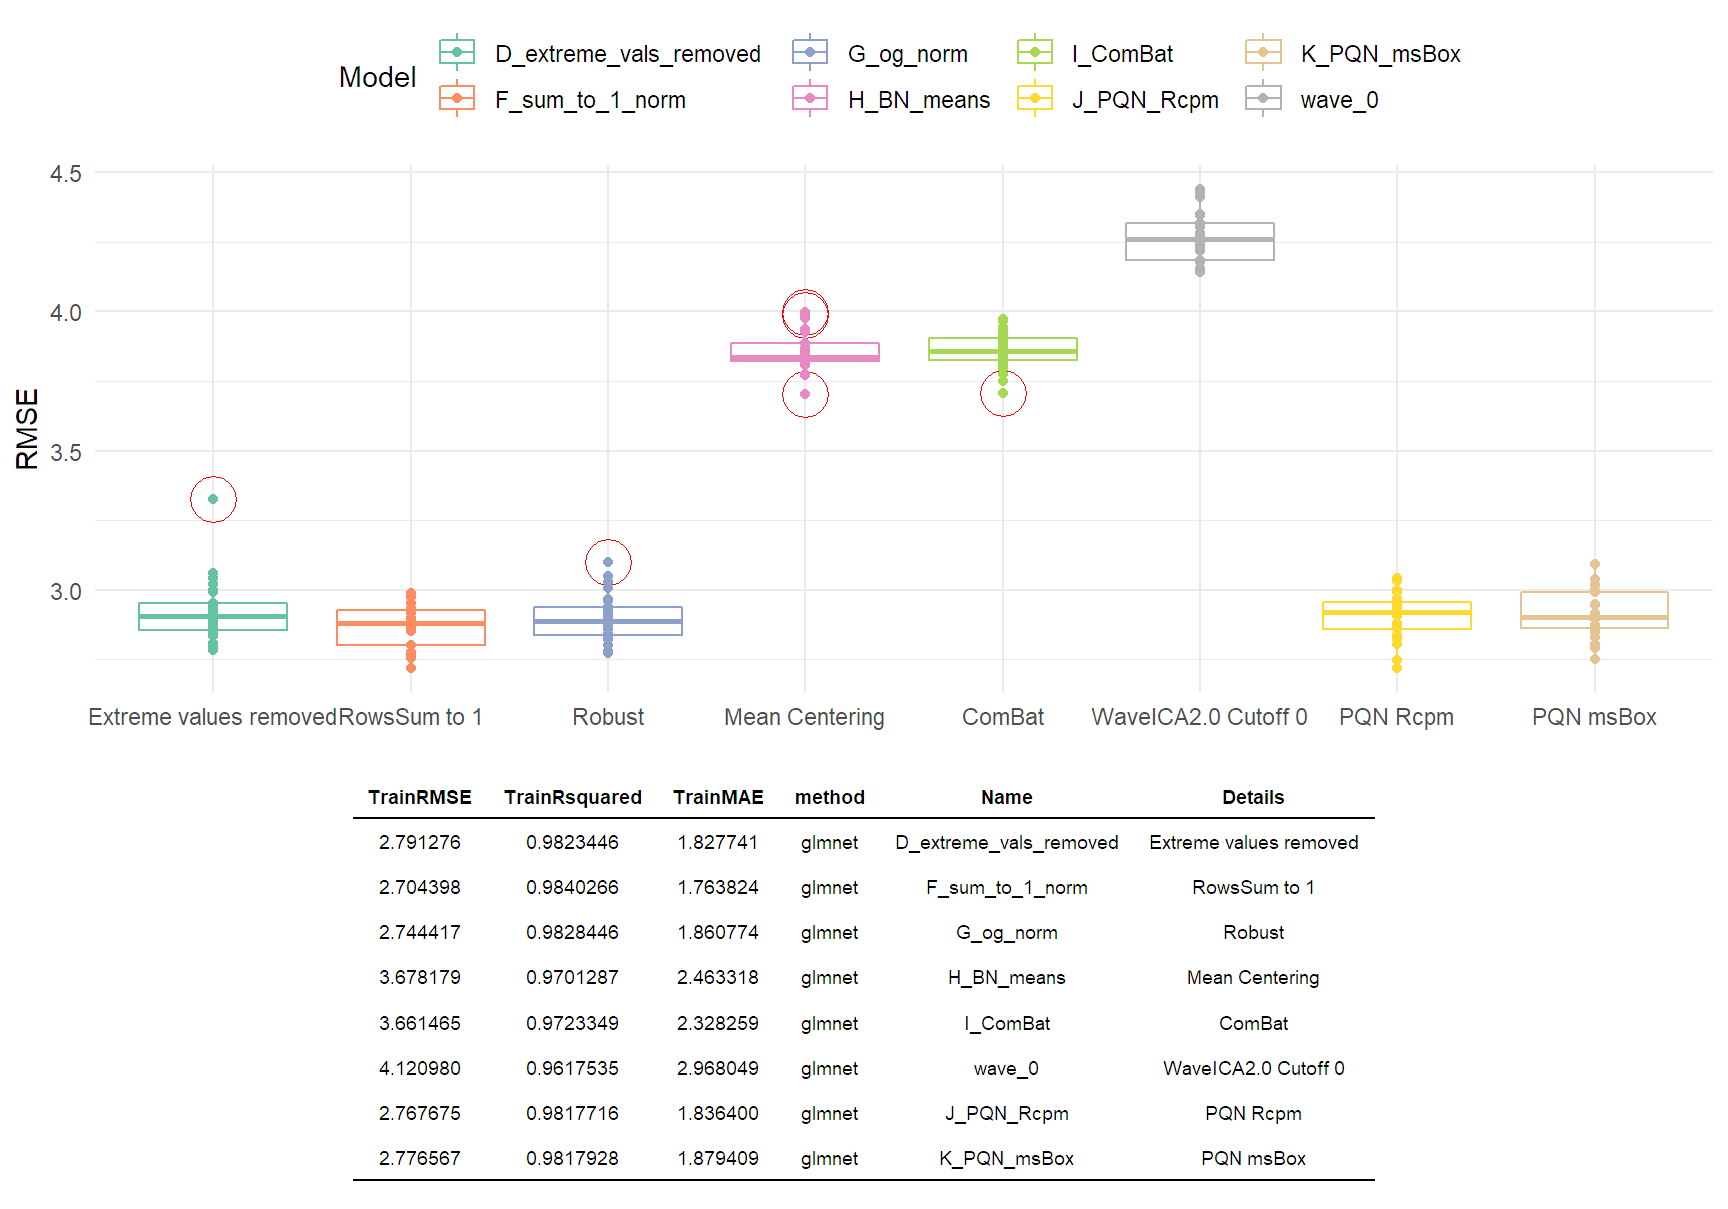 Model
D_extreme_vals_removed G_og_norm I_ComBat K_PQN_msBox
F_sum_to_1_norm H_BN_means J_PQN_Rcpm wave_0
RMSE
4.5
4.0
3.5
3.0
Extreme values removed RowsSum to 1 Robust Mean Centering ComBat WaveICA2.0 Cutoff 0 PQN Rcpm PQN msBox
TrainRMSE TrainRsquared TrainMAE method Name Details
2.791276 0.9823446 1.827741 glmnet D_extreme_vals_removed Extreme values removed
2.704398 0.9840266 1.763824 glmnet F_sum_to_1_norm RowsSum to 1
2.744417 0.9828446 1.860774 glmnet G_og_norm Robust
3.678179 0.9701287 2.463318 glmnet H_BN_means Mean Centering
3.661465 0.9723349 2.328259 glmnet I_ComBat ComBat
4.120980 0.9617535 2.968049 glmnet wave_0 WaveICA2.0 Cutoff 0
2.767675 0.9817716 1.836400 glmnet J_PQN_Rcpm PQN Rcpm
2.776567 0.9817928 1.879409 glmnet K_PQN_msBox PQN msBox